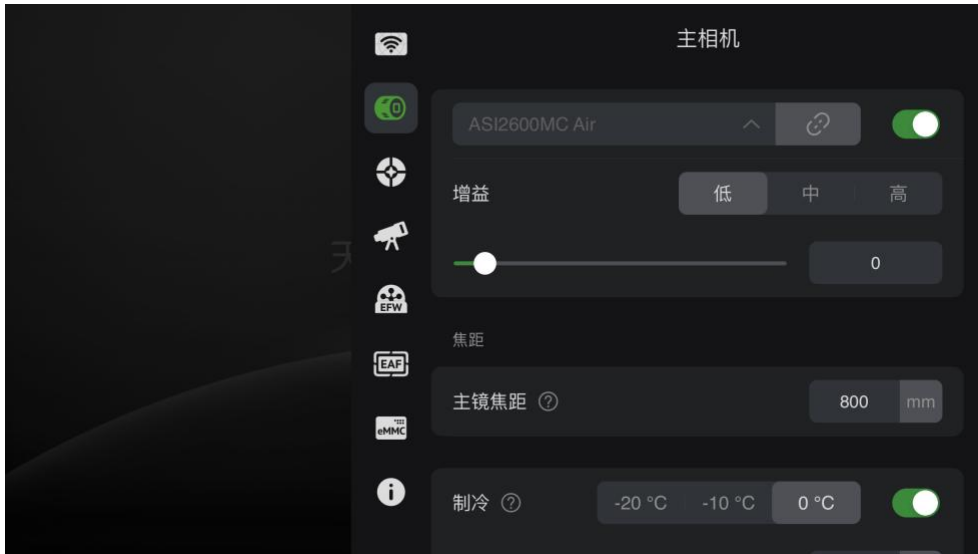 主相机
ASI2600MC Air
增益 低 中 高
天
0
EFW
焦距
EAF
主镜焦距 ? 800 mm
eMMC
制冷 ? -20 °C -10 °C 0 °C